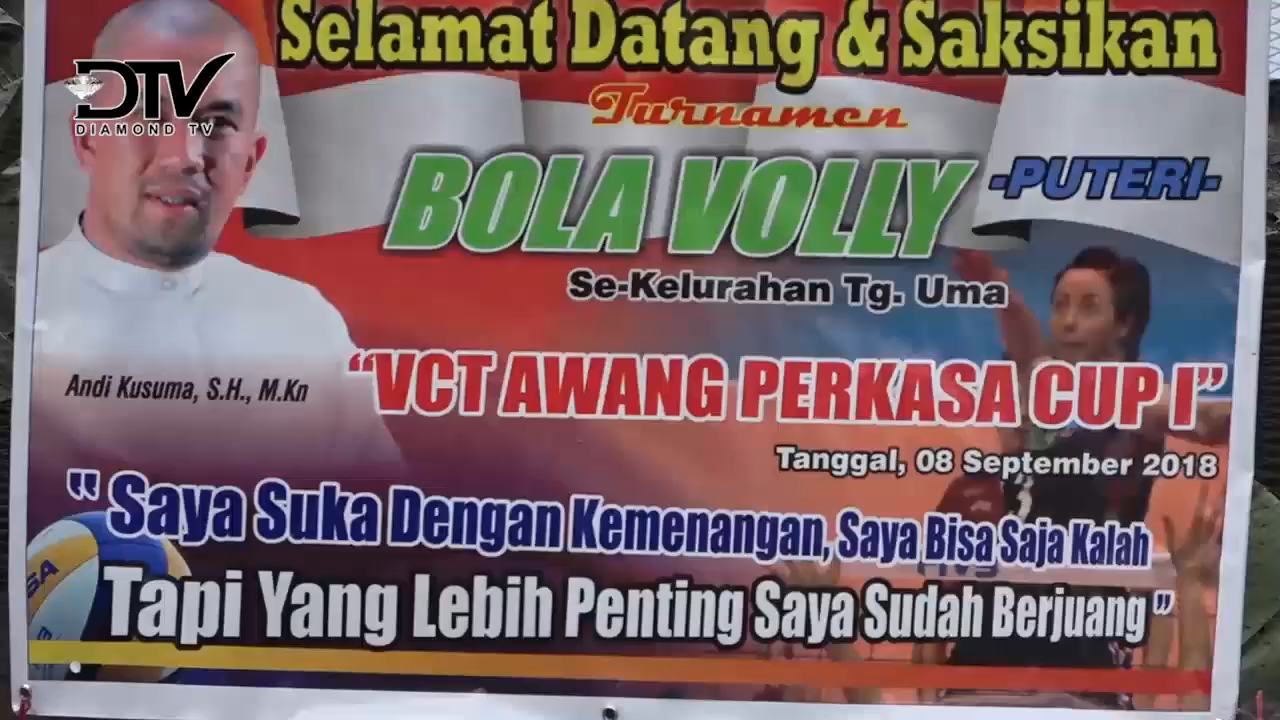 DTV
DIAMOND TV
Selamat Datang & Saksikan
Turnamen
BOLA VOLLY -PUTERI-
Se-Kelurahan Tg. Uma
Andi Kusuma, S.H., M.Kn
“VCT AWANG PERKASA CUP I”
Tanggal, 08 September 2018
" Saya Suka Dengan Kemenangan, Saya Bisa Saja Kalah
Tapi Yang Lebih Penting Saya Sudah Berjuang "